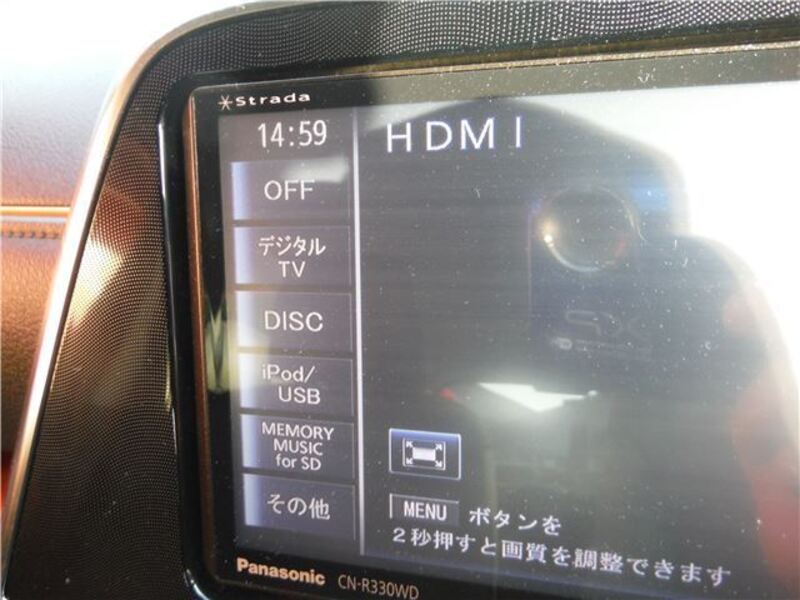 Strada
14:59
HDMI
OFF
デジタル
TV
DISC
iPod/
USB
MEMORY
MUSIC
for SD
その他
MENU ボタンを
2秒押すと画質を調整できます
Panasonic CN-R330WD